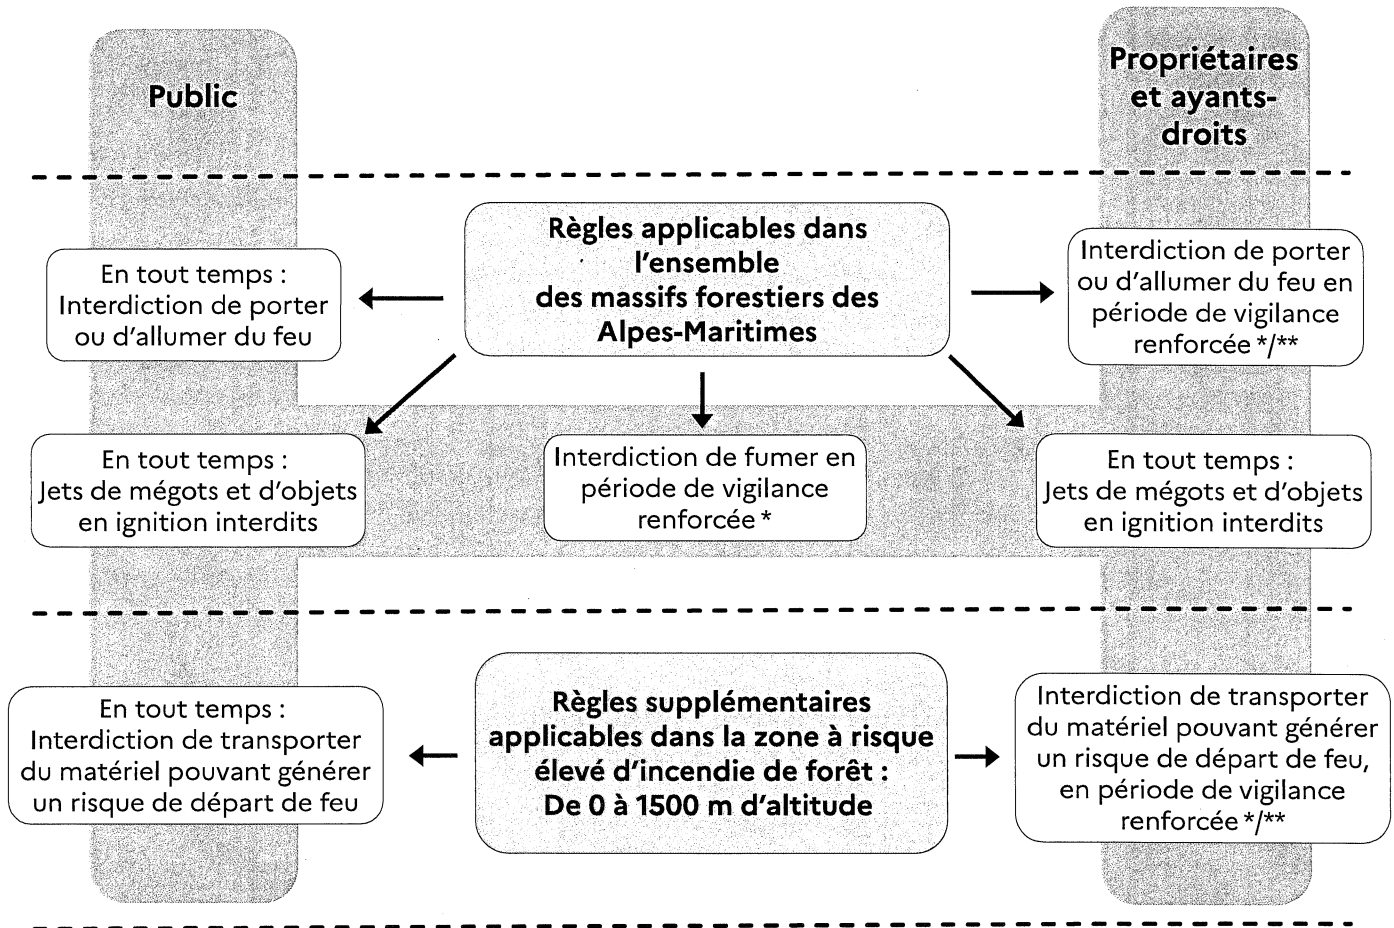 Public
Propriétaires
et ayants-
droits
Règles applicables dans
l'ensemble
des massifs forestiers des
Alpes-Maritimes
En tout temps :
Interdiction de porter
ou d'allumer du feu
Interdiction de porter
ou d'allumer du feu en
période de vigilance
renforcée */**
En tout temps :
Jets de mégots et d'objets
en ignition interdits
Interdiction de fumer en
période de vigilance
renforcée *
En tout temps :
Jets de mégots et d'objets
en ignition interdits
En tout temps :
Interdiction de transporter
du matériel pouvant générer
un risque de départ de feu
Règles supplémentaires
applicables dans la zone à risque
élevé d'incendie de forêt :
De 0 à 1500 m d'altitude
Interdiction de transporter
du matériel pouvant générer
un risque de départ de feu,
en période de vigilance
renforcée */**